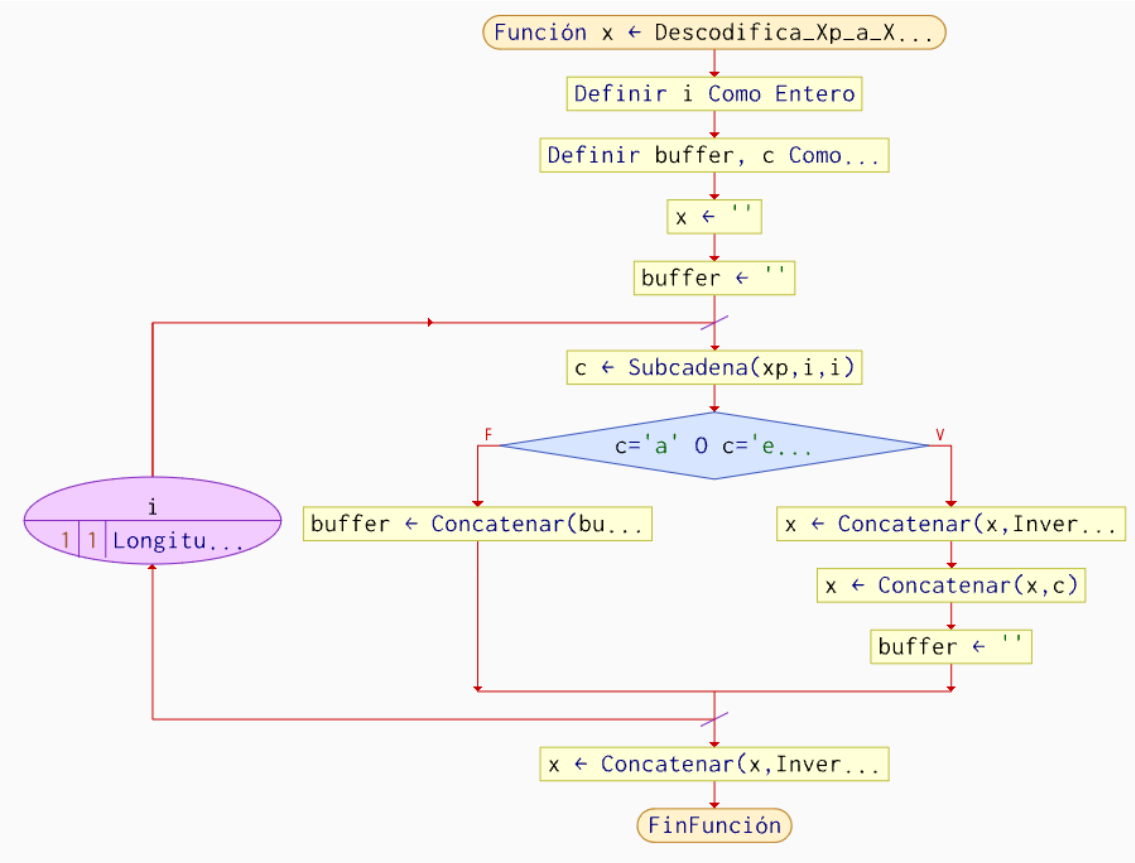 Función x ← Descodifica_Xp_a_X...
Definir i Como Entero
Definir buffer, c Como...
x ← ''
buffer ← ''
c ← Subcadena(xp,i,i)
F
c='a' O c='e...
V
i
1 1 Longitu...
buffer ← Concatenar(bu...
x ← Concatenar(x,Inver...
x ← Concatenar(x,c)
buffer ← ''
x ← Concatenar(x,Inver...
FinFunción